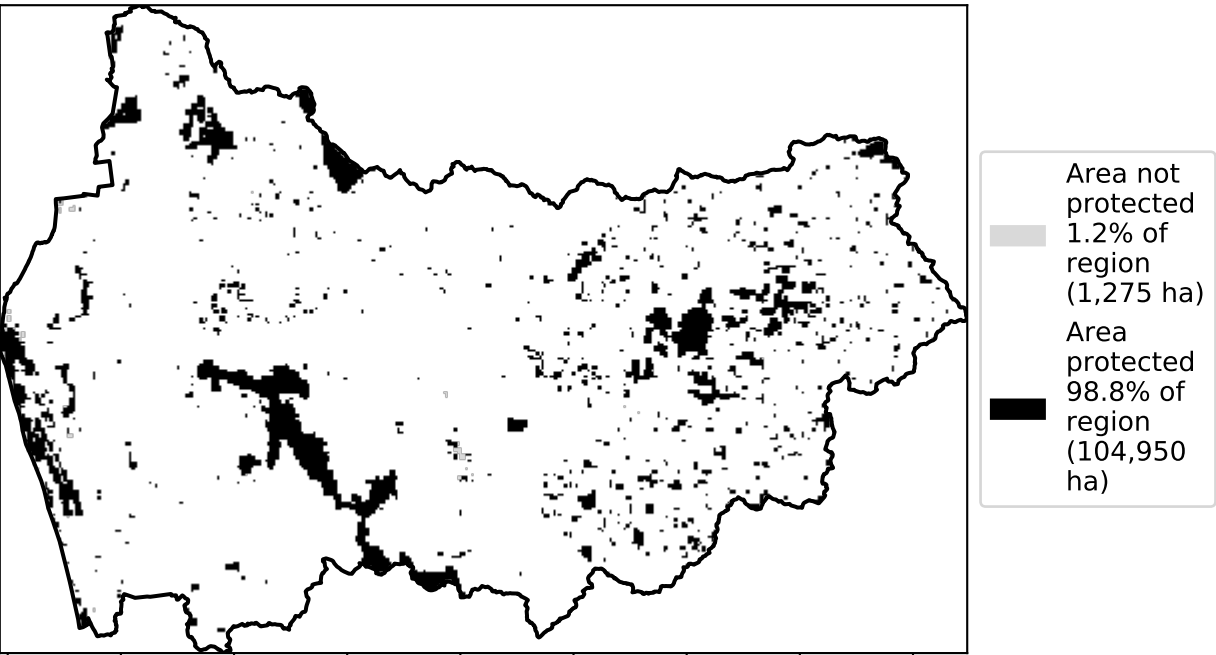 Area not
protected
1.2% of
region
(1,275 ha)
Area
protected
98.8% of
region
(104,950
ha)